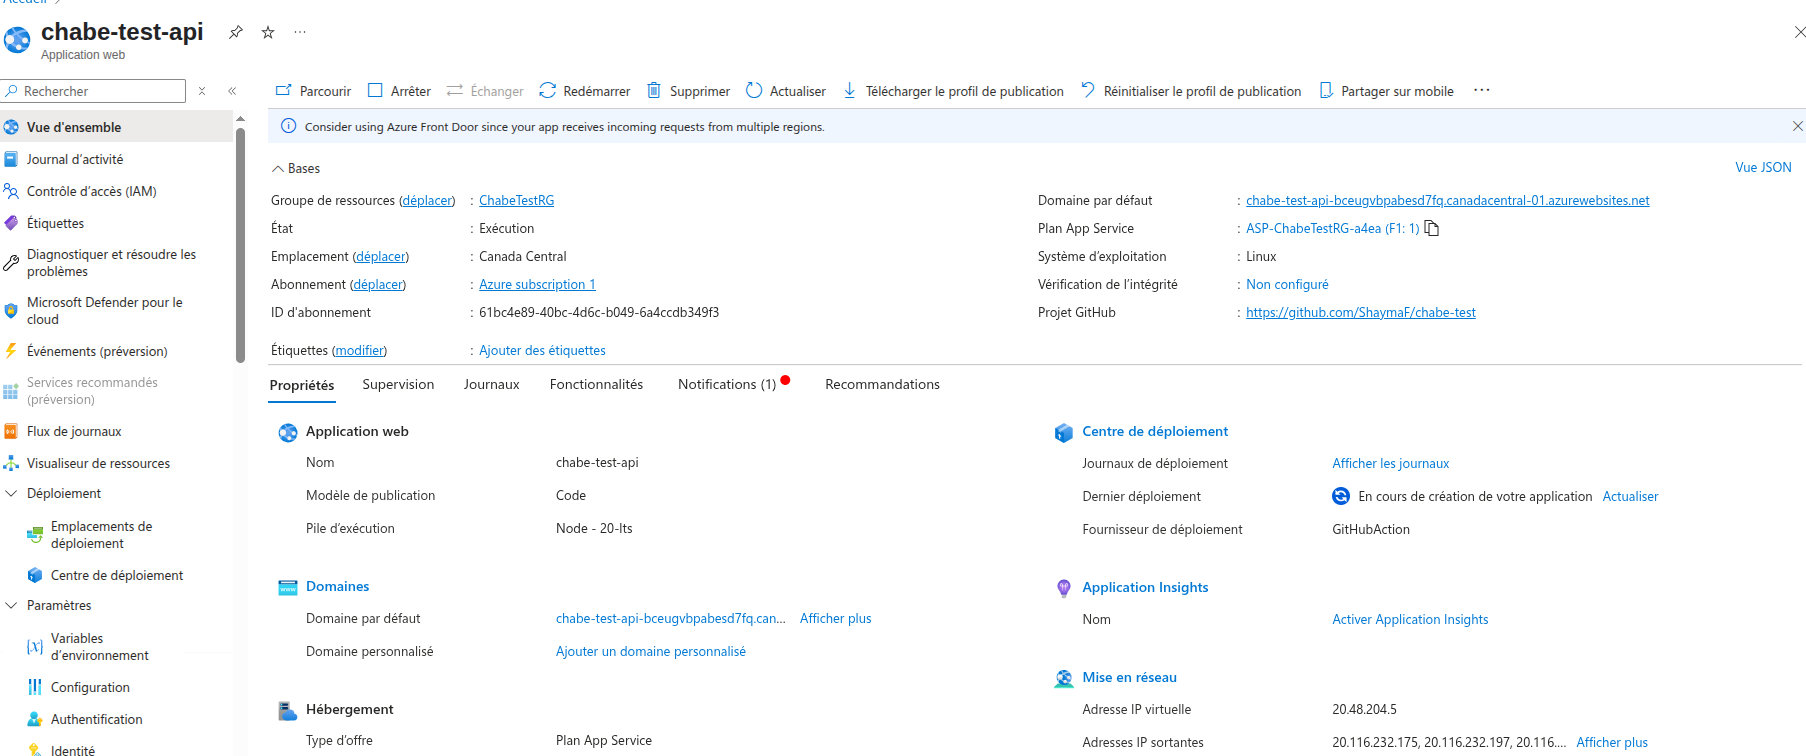 Accueil
chabe-test-api
Application web
Rechercher
Parcourir Arrêter Échanger Redémarrer Supprimer Actualiser Télécharger le profil de publication Réinitialiser le profil de publication Partager sur mobile
Consider using Azure Front Door since your app receives incoming requests from multiple regions.
Vue d'ensemble
Journal d’activité
Contrôle d’accès (IAM)
Étiquettes
Diagnostiquer et résoudre les
problèmes
Microsoft Defender pour le
cloud
Événements (préversion)
Services recommandés
(préversion)
Flux de journaux
Visualiseur de ressources
Déploiement
Emplacements de
déploiement
Centre de déploiement
Paramètres
Variables
d’environnement
Configuration
Authentification
Identité
Bases
Vue JSON
Groupe de ressources (déplacer) : ChabeTestRG
État : Exécution
Emplacement (déplacer) : Canada Central
Abonnement (déplacer) : Azure subscription 1
ID d'abonnement : 61bc4e89-40bc-4d6c-b049-6a4ccdb349f3
Domaine par défaut : chabe-test-api-bceugvbpabesd7fq.canadacentral-01.azurewebsites.net
Plan App Service : ASP-ChabeTestRG-a4ea (F1: 1)
Système d’exploitation : Linux
Vérification de l’intégrité : Non configuré
Projet GitHub : https://github.com/ShaymaF/chabe-test
Étiquettes (modifier) : Ajouter des étiquettes
Propriétés Supervision Journaux Fonctionnalités Notifications (1) Recommandations
Application web
Nom chabe-test-api
Modèle de publication Code
Pile d’exécution Node - 20-lts
Domaines
Domaine par défaut chabe-test-api-bceugvbpabesd7fq.can... Afficher plus
Domaine personnalisé Ajouter un domaine personnalisé
Hébergement
Type d’offre Plan App Service
Centre de déploiement
Journaux de déploiement Afficher les journaux
Dernier déploiement En cours de création de votre application Actualiser
Fournisseur de déploiement GitHubAction
Application Insights
Nom Activer Application Insights
Mise en réseau
Adresse IP virtuelle 20.48.204.5
Adresses IP sortantes 20.116.232.175, 20.116.232.197, 20.116.... Afficher plus